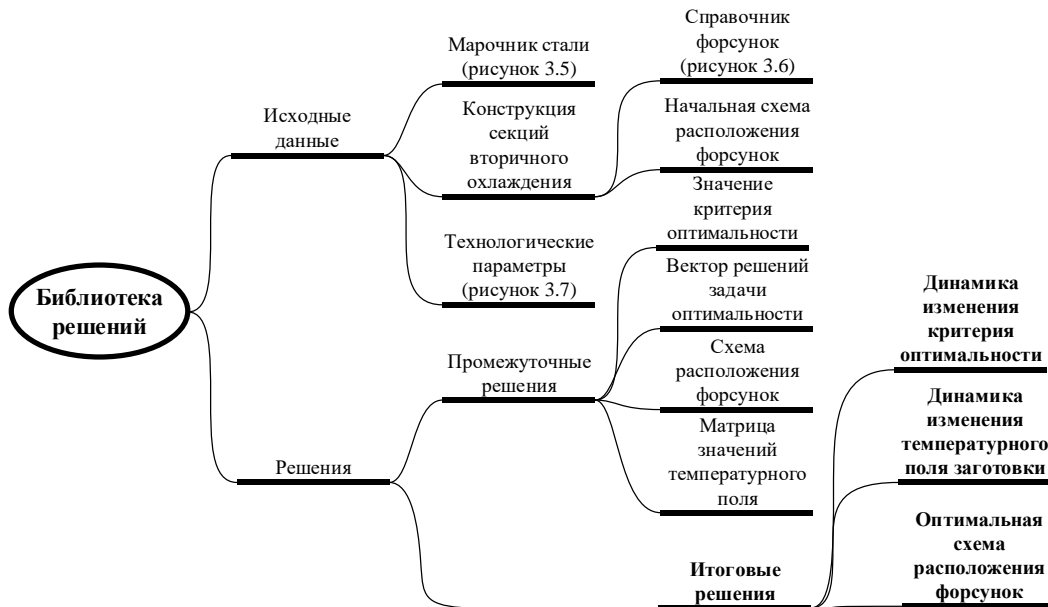 Библиотека
решений
Исходные
данные
Марочник стали
(рисунок 3.5)
Конструкция
секций
вторичного
охлаждения
Справочник
форсунок
(рисунок 3.6)
Начальная схема
расположения
форсунок
Технологические
параметры
(рисунок 3.7)
Решения
Промежуточные
решения
Значение
критерия
оптимальности
Вектор решений
задачи
оптимальности
Схема
расположения
форсунок
Матрица
значений
температурного
поля
Итоговые
решения
Динамика
изменения
критерия
оптимальности
Динамика
изменения
температурного
поля заготовки
Оптимальная
схема
расположения
форсунок